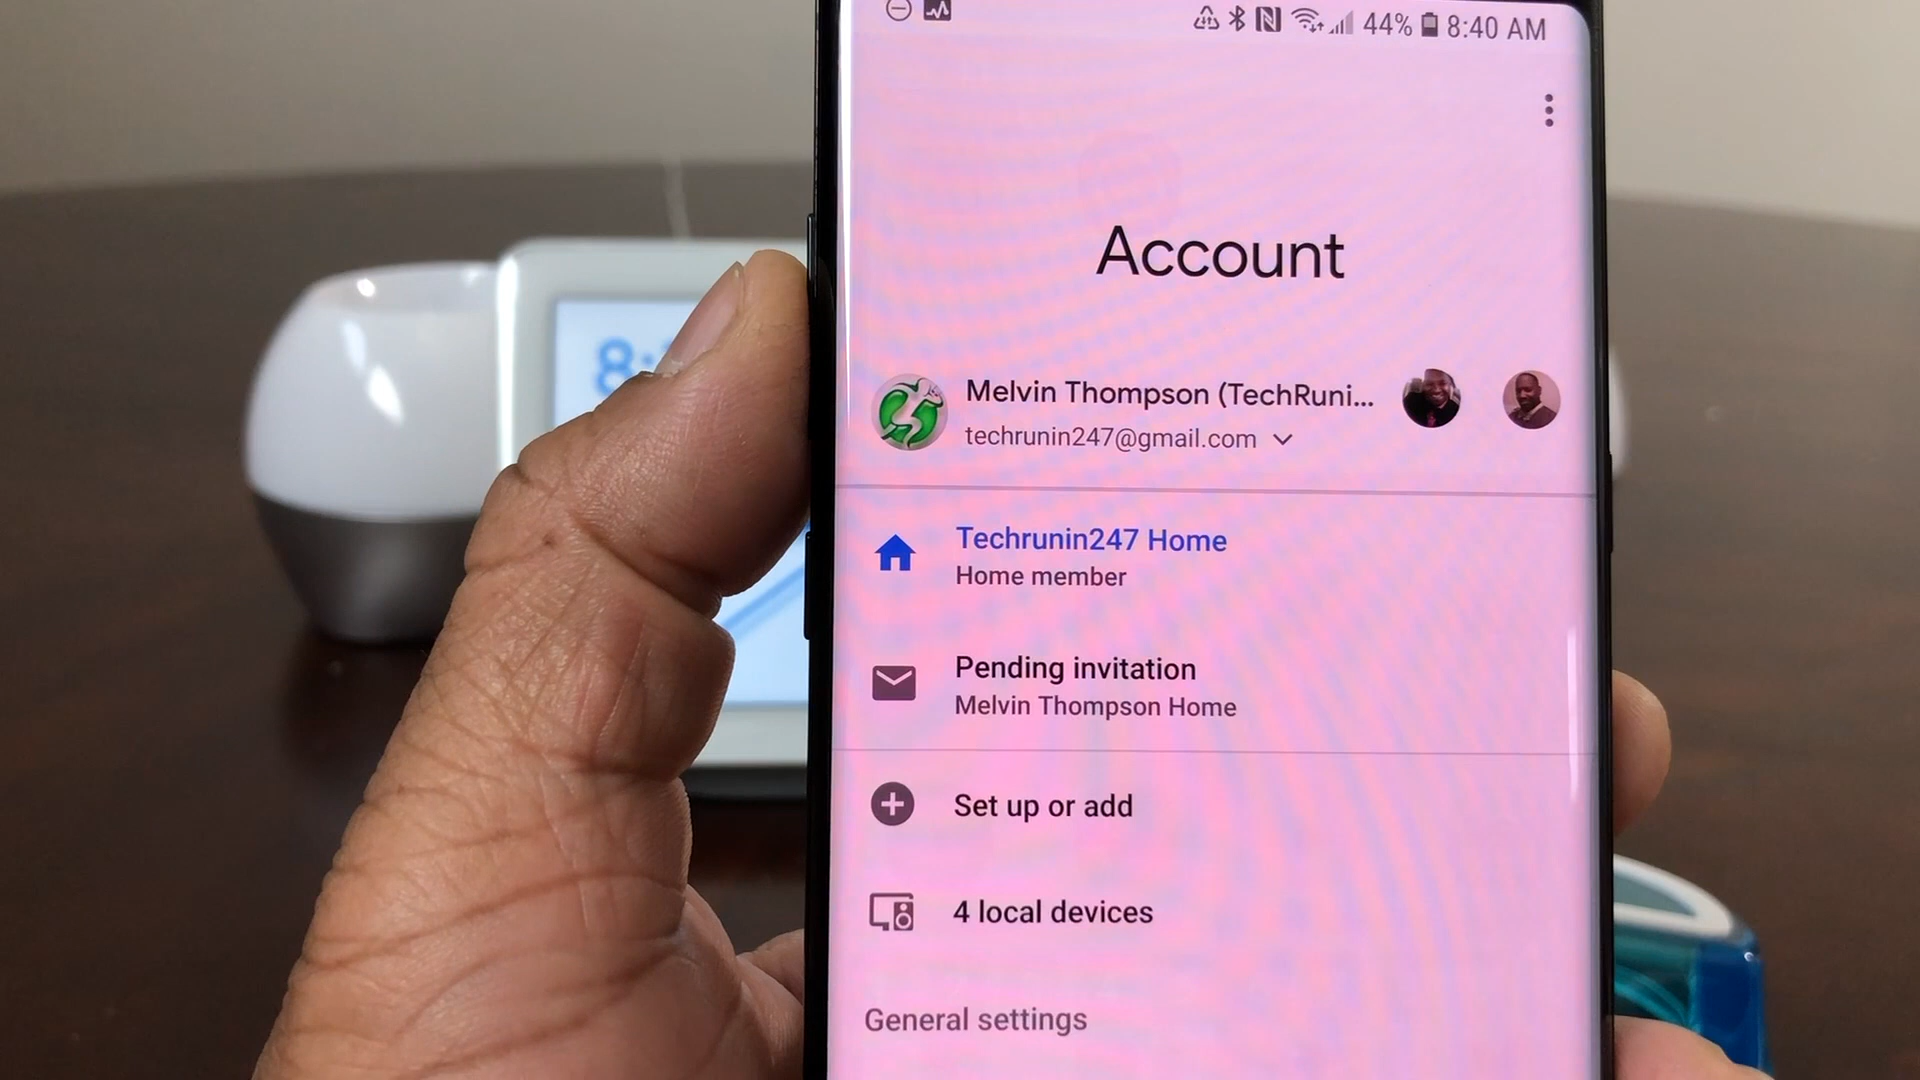 44% 8:40 AM
Account
Melvin Thompson (TechRuni...
techrunin247@gmail.com
Techrunin247 Home
Home member
Pending invitation
Melvin Thompson Home
Set up or add
4 local devices
General settings
8: